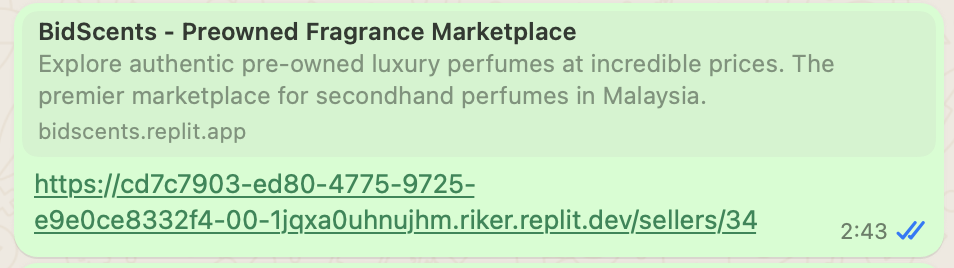 BidScents - Preowned Fragrance Marketplace
Explore authentic pre-owned luxury perfumes at incredible prices. The
premier marketplace for secondhand perfumes in Malaysia.
bidscents.replit.app
https://cd7c7903-ed80-4775-9725-
e9e0ce8332f4-00-1jqxa0uhnujhm.riker.replit.dev/sellers/34
2:43